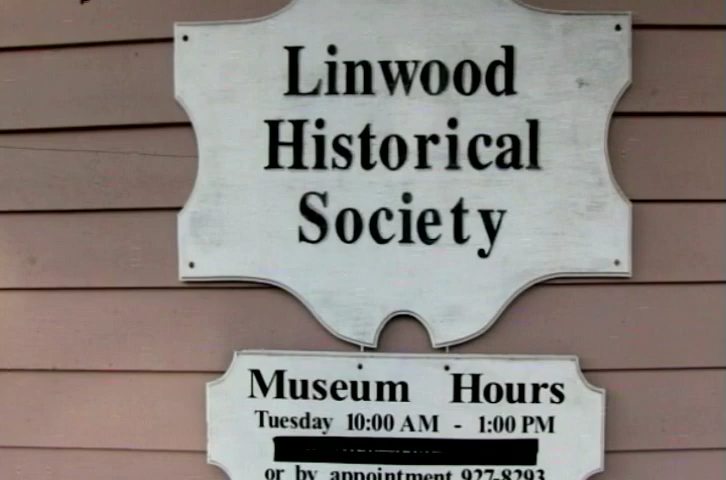 Linwood
Historical
Society
Museum Hours
Tuesday 10:00 AM - 1:00 PM
or by appointment 927-8293